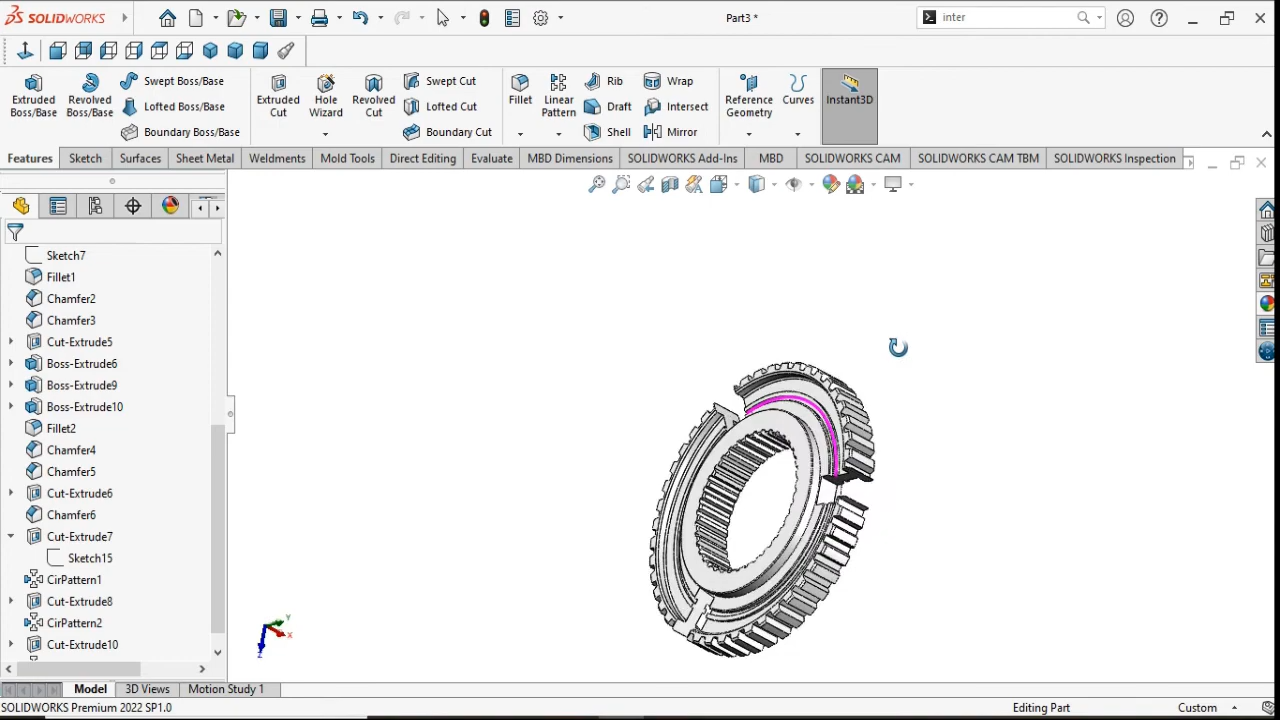 SOLIDWORKS
Part3 *
inter
Extruded Boss/Base
Revolved Boss/Base
Swept Boss/Base
Lofted Boss/Base
Boundary Boss/Base
Extruded Cut
Hole Wizard
Revolved Cut
Swept Cut
Lofted Cut
Boundary Cut
Fillet
Linear Pattern
Rib
Draft
Shell
Wrap
Intersect
Mirror
Reference Geometry
Curves
Instant3D
Features Sketch Surfaces Sheet Metal Weldments Mold Tools Direct Editing Evaluate MBD Dimensions SOLIDWORKS Add-Ins MBD SOLIDWORKS CAM SOLIDWORKS CAM TBM SOLIDWORKS Inspection
Sketch7
Fillet1
Chamfer2
Chamfer3
Cut-Extrude5
Boss-Extrude6
Boss-Extrude9
Boss-Extrude10
Fillet2
Chamfer4
Chamfer5
Cut-Extrude6
Chamfer6
Cut-Extrude7
Sketch15
CirPattern1
Cut-Extrude8
CirPattern2
Cut-Extrude10
Y
X
Z
Model 3D Views Motion Study 1
SOLIDWORKS Premium 2022 SP1.0 Editing Part Custom